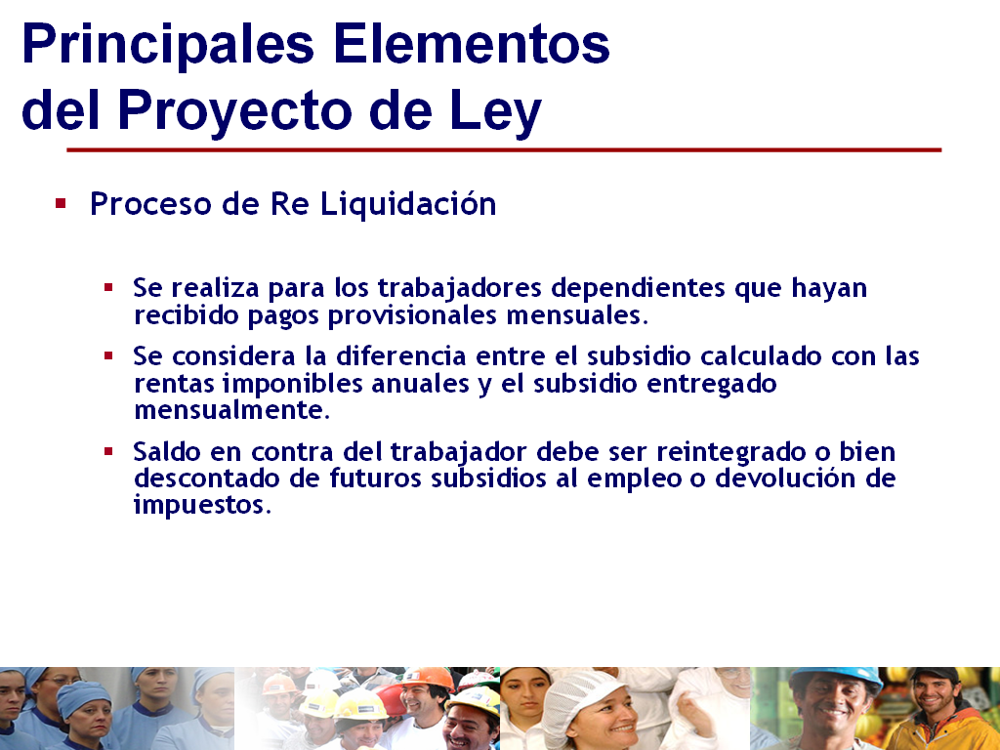 Principales Elementos
del Proyecto de Ley
Proceso de Re Liquidación
Se realiza para los trabajadores dependientes que hayan
recibido pagos provisionales mensuales.
Se considera la diferencia entre el subsidio calculado con las
rentas imponibles anuales y el subsidio entregado
mensualmente.
Saldo en contra del trabajador debe ser reintegrado o bien
descontado de futuros subsidios al empleo o devolución de
impuestos.